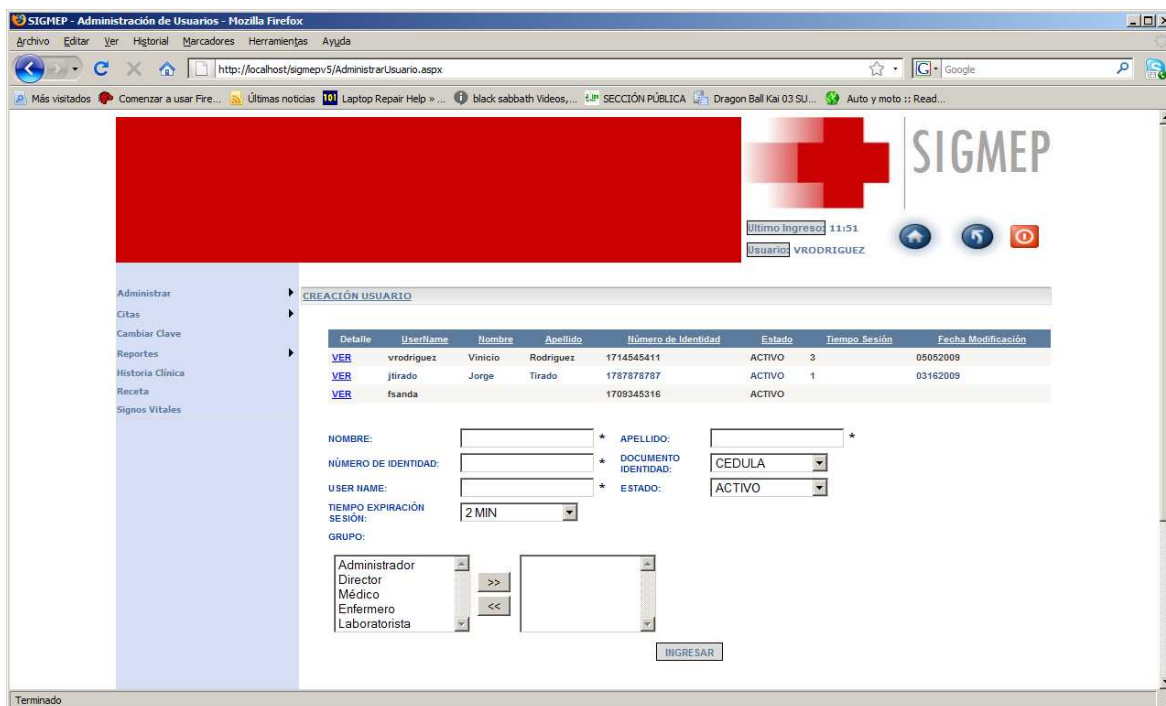 SIGMEP - Administración de Usuarios - Mozilla Firefox
Archivo Editar Ver Historial Marcadores Herramientas Ayuda
http://localhost/sigmepv5/AdministrarUsuario.aspx G Google
Más visitados Comenzar a usar Fire... Últimas noticias 101 Laptop Repair Help » ... black sabbath Videos,... SECCIÓN PÚBLICA Dragon Ball Kai 03 SU... Auto y moto :: Read...
SIGMEP
Ultimo Ingreso: 11:51
Usuario: VRODRIGUEZ
Administrar
Citas
Cambiar Clave
Reportes
Historia Clínica
Receta
Signos Vitales
CREACIÓN USUARIO
Detalle UserName Nombre Apellido Número de Identidad Estado Tiempo Sesión Fecha Modificación
VER vrodriguez Vinicio Rodriguez 1714545411 ACTIVO 3 05052009
VER jtirado Jorge Tirado 1787878787 ACTIVO 1 03162009
VER fsanda 1709345316 ACTIVO
NOMBRE: * APELLIDO: *
NÚMERO DE IDENTIDAD: * DOCUMENTO IDENTIDAD: CEDULA
USER NAME: * ESTADO: ACTIVO
TIEMPO EXPIRACIÓN SESIÓN: 2 MIN
GRUPO:
Administrador
Director
Médico
Enfermero
Laboratorista
>>
<<
INGRESAR
Terminado